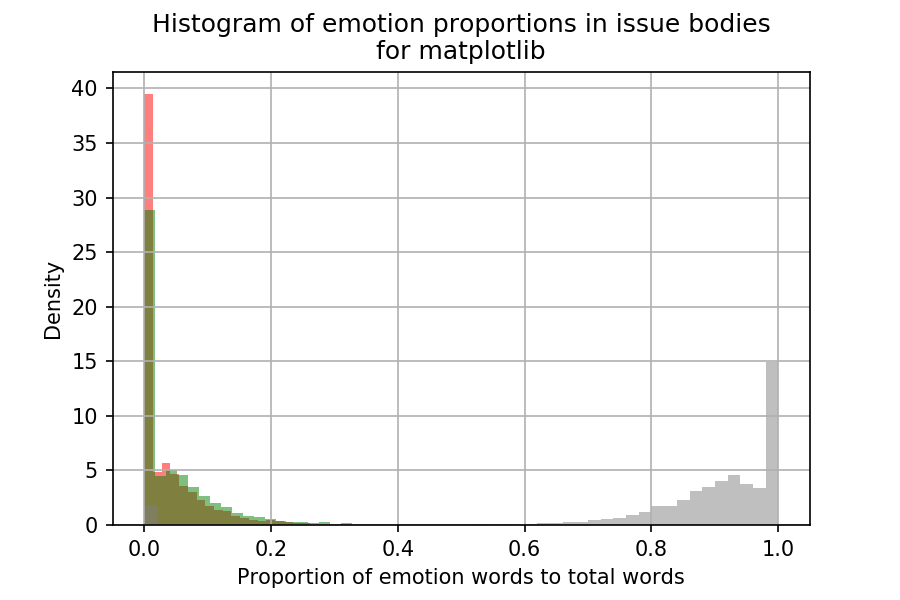 Histogram of emotion proportions in issue bodies
for matplotlib
40
35
30
25
20
15
10
5
0
Density
0.0 0.2 0.4 0.6 0.8 1.0
Proportion of emotion words to total words